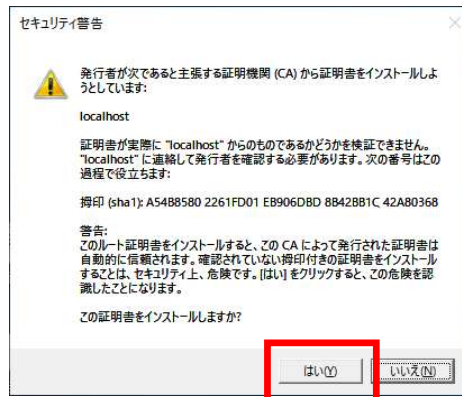 セキュリティ警告
発行者が次であると主張する証明機関 (CA) から証明書をインストールしよ
うとしています:
localhost
証明書が実際に "localhost" からのものであるかどうかを検証できません。
"localhost" に連絡して発行者を確認する必要があります。次の番号はこの
過程で役立ちます:
拇印 (sha1): A54B8580 2261FD01 EB906DBD 8B42BB1C 42A80368
警告:
このルート証明書をインストールすると、この CA によって発行された証明書は
自動的に信頼されます。確認されていない拇印付きの証明書をインストール
することは、セキュリティ上、危険です。[はい] をクリックすると、この危険を認
識したことになります。
この証明書をインストールしますか?
はい(Y)
いいえ(N)